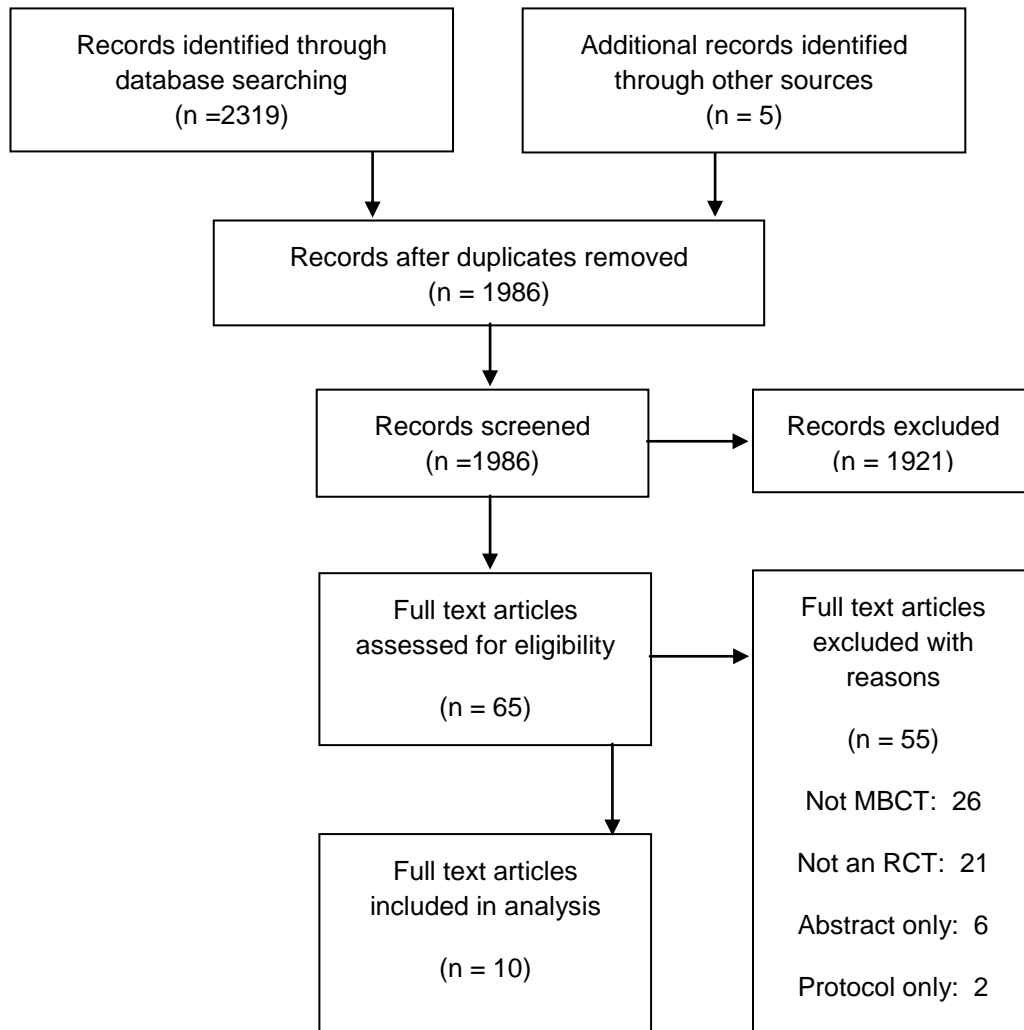 Records identified through
database searching
(n =2319)
Additional records identified
through other sources
(n = 5)
Records after duplicates removed
(n = 1986)
Records screened
(n =1986)
Records excluded
(n = 1921)
Full text articles
assessed for eligibility
(n = 65)
Full text articles
excluded with
reasons
(n = 55)
Not MBCT: 26
Not an RCT: 21
Abstract only: 6
Protocol only: 2
Full text articles
included in analysis
(n = 10)